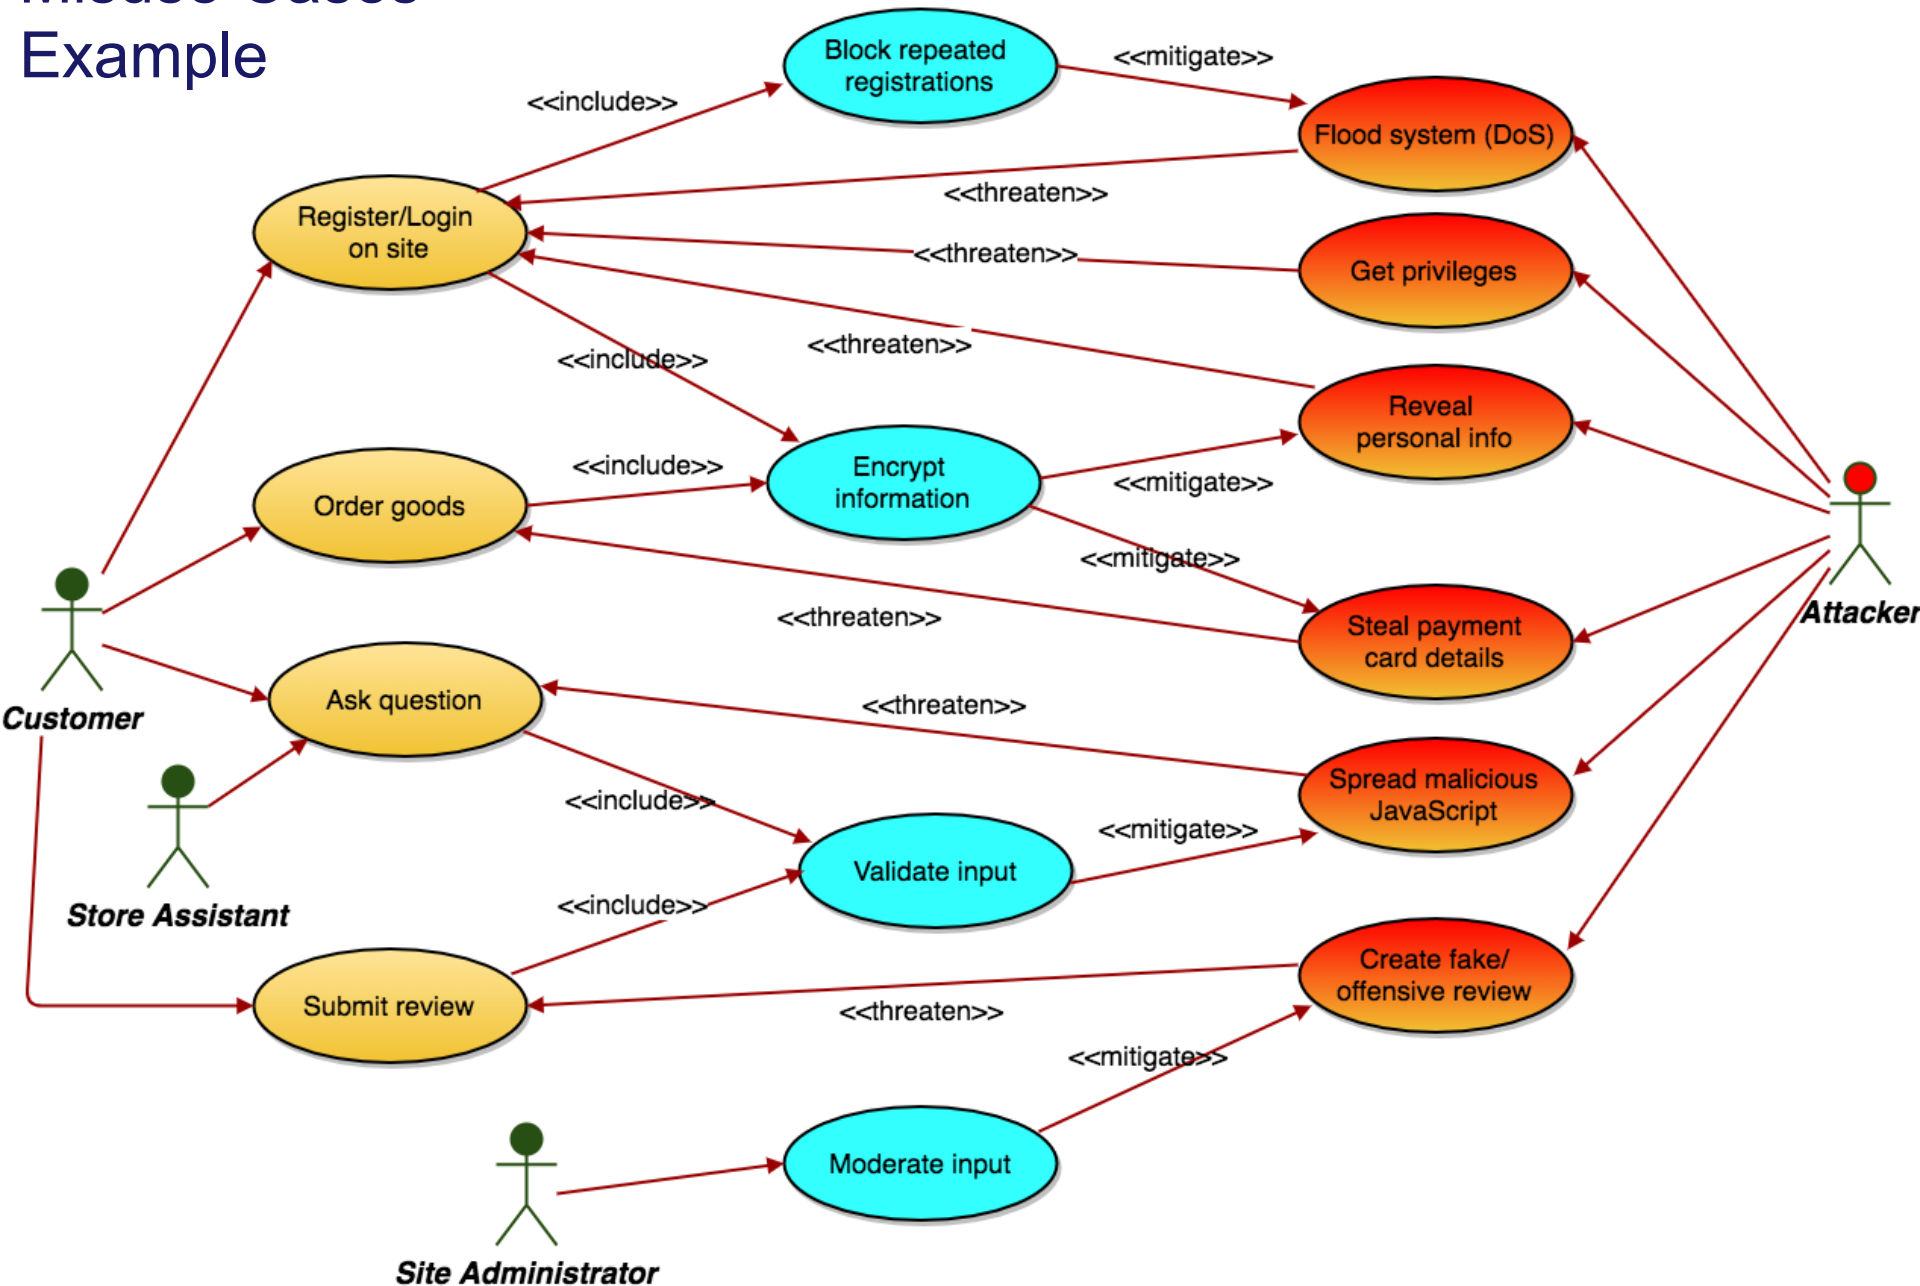 Misuse Cases
Example
Block repeated
registrations
<<mitigate>>
<<include>>
Flood system (DoS)
<<threaten>>
Register/Login
on site
<<threaten>>
Get privileges
<<threaten>>
<<include>>
Reveal
personal info
<<include>>
Encrypt
information
<<mitigate>>
Order goods
<<mitigate>>
<<threaten>>
Steal payment
card details
Attacker
Ask question
<<threaten>>
Customer
Spread malicious
JavaScript
<<include>>
<<mitigate>>
Validate input
<<include>>
Store Assistant
Create fake/
offensive review
Submit review
<<threaten>>
<<mitigate>>
Moderate input
Site Administrator